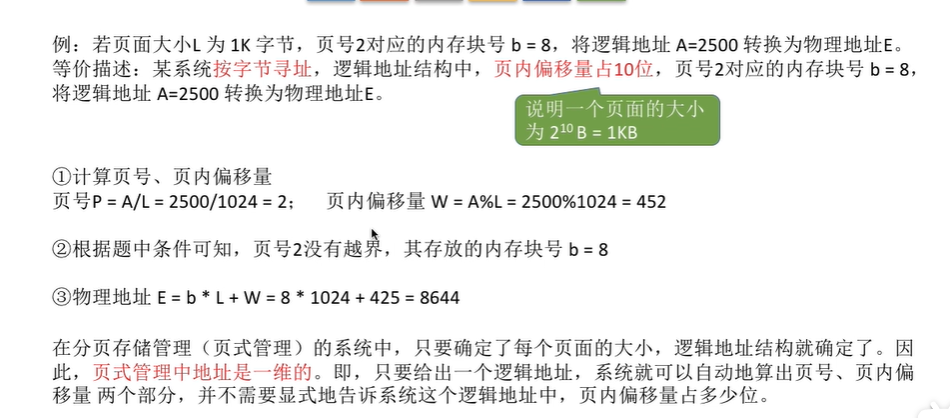 例：若页面大小L 为 1K 字节，页号2对应的内存块号 b = 8，将逻辑地址 A=2500 转换为物理地址E。
等价描述：某系统按字节寻址，逻辑地址结构中，页内偏移量占10位，页号2对应的内存块号 b = 8，
将逻辑地址 A=2500 转换为物理地址E。
说明一个页面的大小
为 2¹⁰ B = 1KB
①计算页号、页内偏移量
页号P = A/L = 2500/1024 = 2； 页内偏移量 W = A%L = 2500%1024 = 452
②根据题中条件可知，页号2没有越界，其存放的内存块号 b = 8
③物理地址 E = b * L + W = 8 * 1024 + 425 = 8644
在分页存储管理（页式管理）的系统中，只要确定了每个页面的大小，逻辑地址结构就确定了。因
此，页式管理中地址是一维的。即，只要给出一个逻辑地址，系统就可以自动地算出页号、页内偏
移量 两个部分，并不需要显式地告诉系统这个逻辑地址中，页内偏移量占多少位。